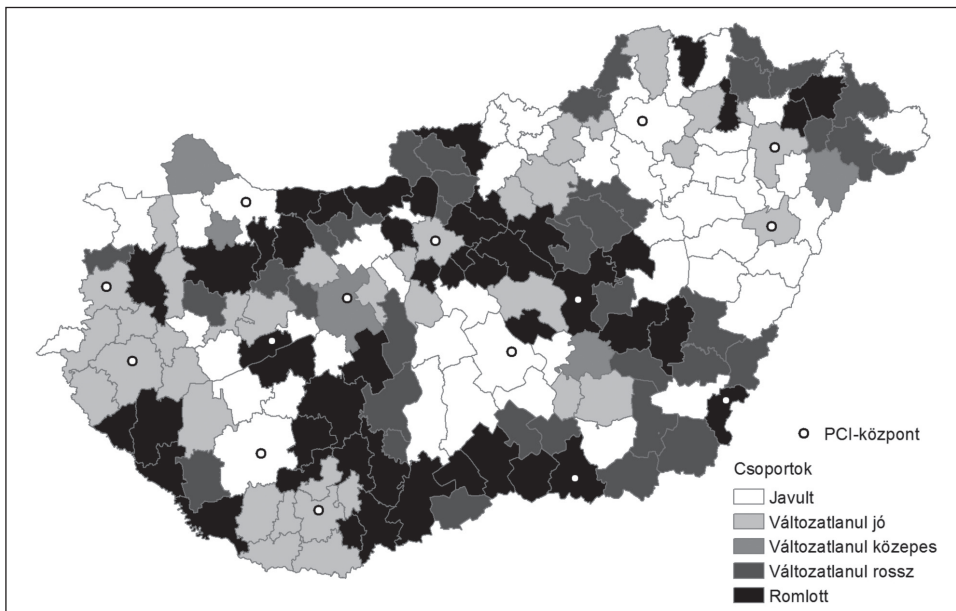 PCI-központ
Csoportok
Javult
Változatlanul jó
Változatlanul közepes
Változatlanul rossz
Romlott